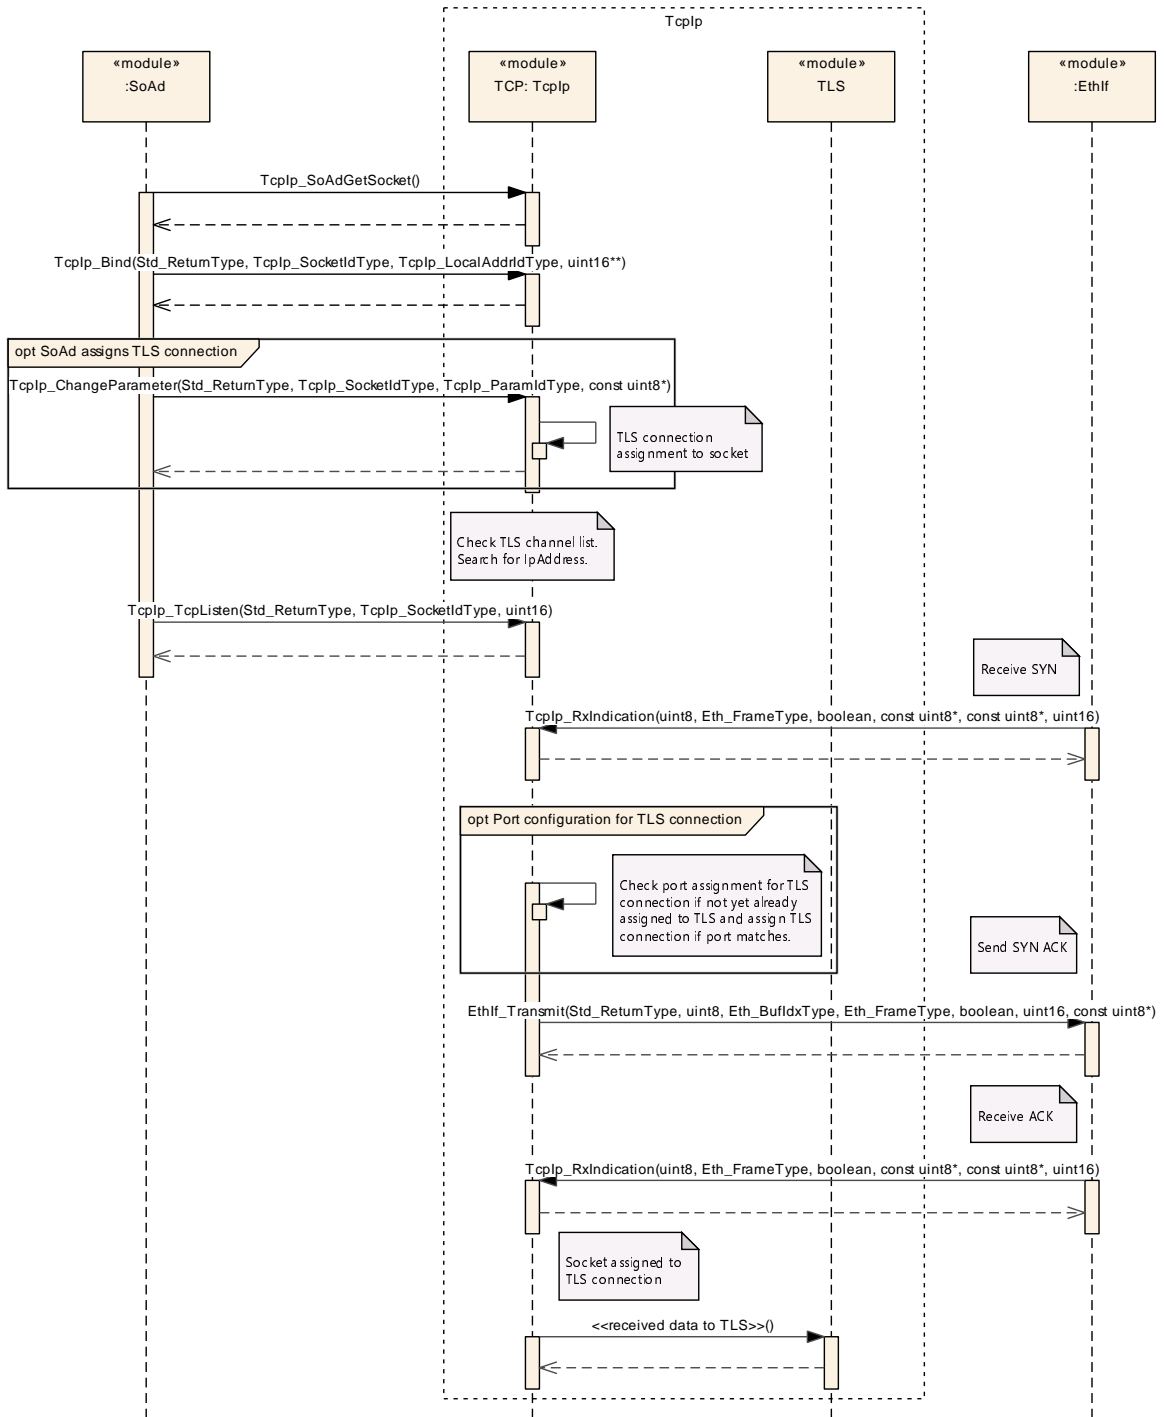 TcpIp
«module»
:SoAd
«module»
TCP: TcpIp
«module»
TLS
«module»
:EthIf
TcpIp_SoAdGetSocket()
TcpIp_Bind(Std_ReturnType, TcpIp_SocketIdType, TcpIp_LocalAddrIdType, uint16**)
opt SoAd assigns TLS connection
TcpIp_ChangeParameter(Std_ReturnType, TcpIp_SocketIdType, TcpIp_ParamIdType, const uint8*)
TLS connection
assignment to socket
Check TLS channel list.
Search for IpAddress.
TcpIp_TcpListen(Std_ReturnType, TcpIp_SocketIdType, uint16)
Receive SYN
TcpIp_RxIndication(uint8, Eth_FrameType, boolean, const uint8*, const uint8*, uint16)
opt Port configuration for TLS connection
Check port assignment for TLS
connection if not yet already
assigned to TLS and assign TLS
connection if port matches.
Send SYN ACK
EthIf_Transmit(Std_ReturnType, uint8, Eth_BufIdxType, Eth_FrameType, boolean, uint16, const uint8*)
Receive ACK
TcpIp_RxIndication(uint8, Eth_FrameType, boolean, const uint8*, const uint8*, uint16)
Socket assigned to
TLS connection
<<received data to TLS>>()